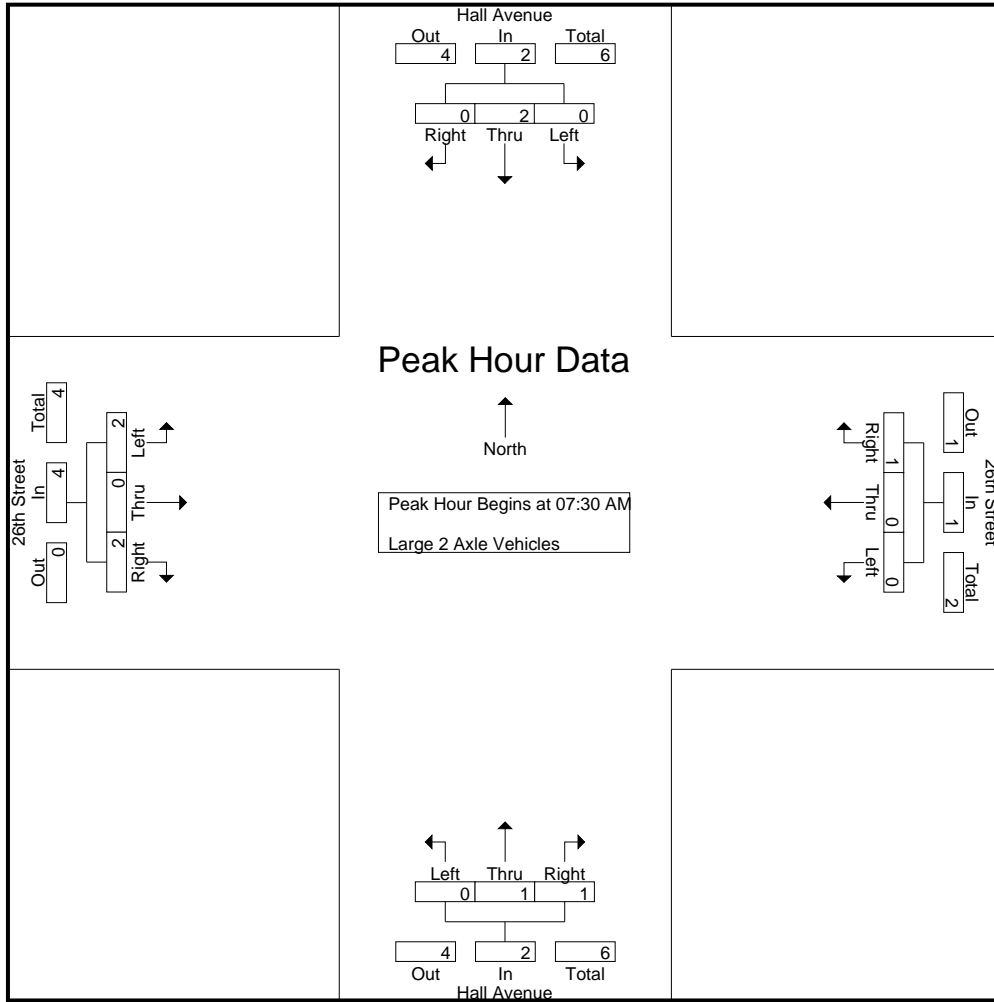 Hall Avenue
Out In Total
4 2 6
0 2 0
Right Thru Left
Peak Hour Data
North
Peak Hour Begins at 07:30 AM
Large 2 Axle Vehicles
26th Street
Total In Out
4 4 0
2 0 2
Left Thru Right
26th Street
Out In Total
1 1 2
1 0 0
Right Thru Left
Left Thru Right
0 1 1
4 2 6
Out In Total
Hall Avenue